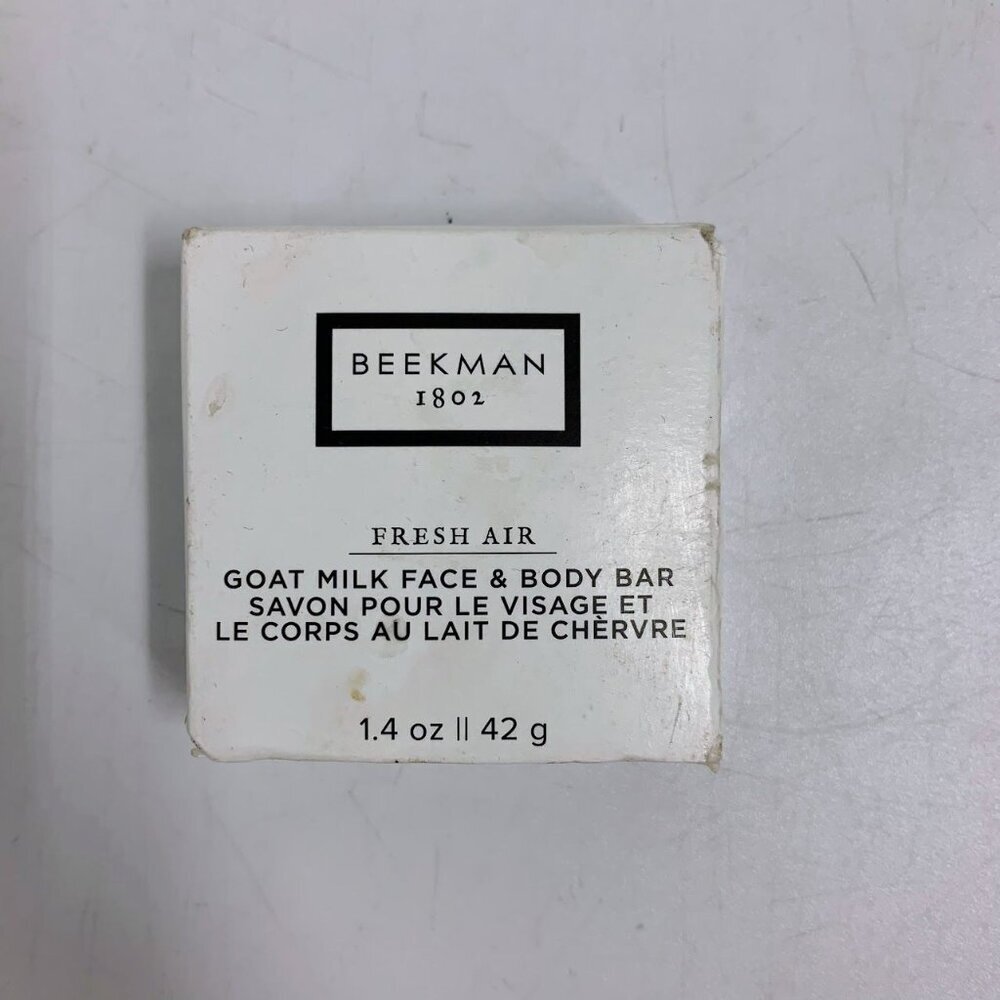 BEEKMAN
1802
FRESH AIR
GOAT MILK FACE & BODY BAR
SAVON POUR LE VISAGE ET
LE CORPS AU LAIT DE CHÈRVRE
1.4 oz || 42 g